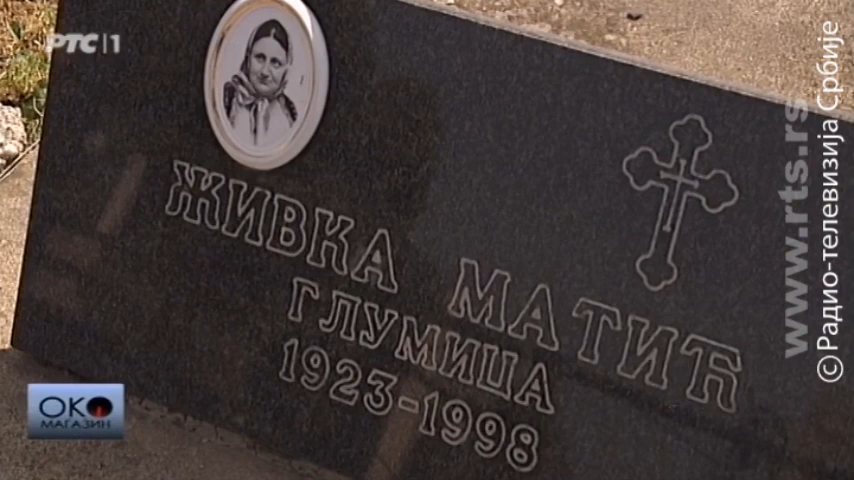 РТС|1
ЖИВКА МАТИЋ
ГЛУМИЦА
1923-1998
ОКО
МАГАЗИН
www.rts.rs
© Радио-телевизија Србије